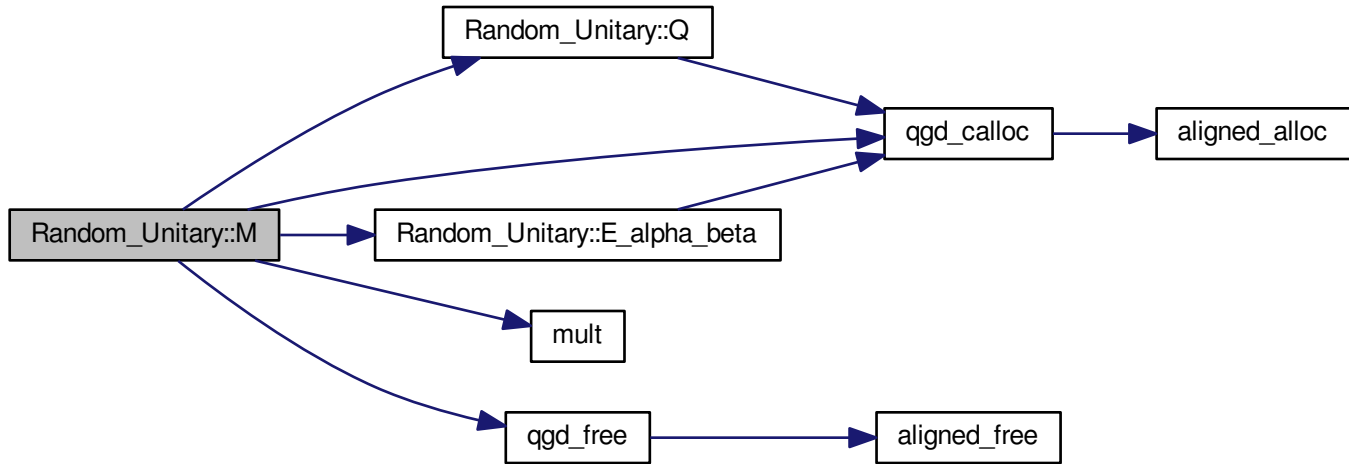 Random_Unitary::Q
qgd_calloc
aligned_alloc
Random_Unitary::M
Random_Unitary::E_alpha_beta
mult
qgd_free
aligned_free